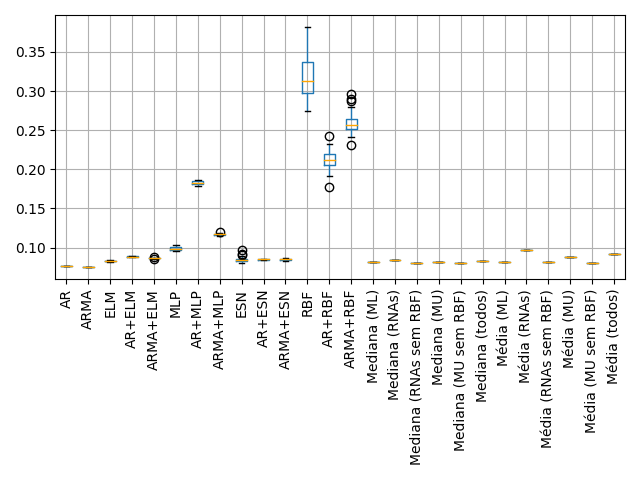 0.35
0.30
0.25
0.20
0.15
0.10
AR
ARMA
ELM
AR+ELM
ARMA+ELM
MLP
AR+MLP
ARMA+MLP
ESN
AR+ESN
ARMA+ESN
RBF
AR+RBF
ARMA+RBF
Mediana (ML)
Mediana (RNAs)
Mediana (RNAs sem RBF)
Mediana (MU)
Mediana (MU sem RBF)
Mediana (todos)
Média (ML)
Média (RNAs)
Média (RNAs sem RBF)
Média (MU)
Média (MU sem RBF)
Média (todos)